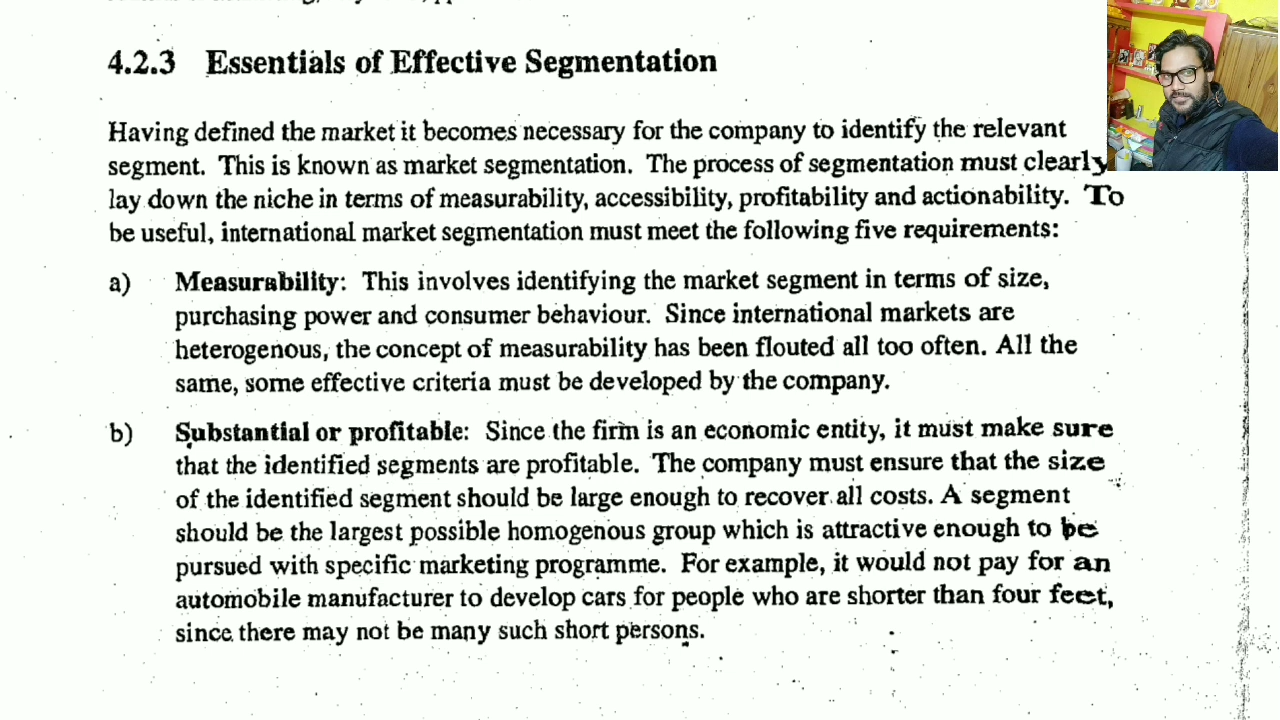 4.2.3 Essentials of Effective Segmentation
Having defined the market it becomes necessary for the company to identify the relevant
segment. This is known as market segmentation. The process of segmentation must clearly
lay down the niche in terms of measurability, accessibility, profitability and actionability. To
be useful, international market segmentation must meet the following five requirements:
a) Measurability: This involves identifying the market segment in terms of size,
purchasing power and consumer behaviour. Since international markets are
heterogenous, the concept of measurability has been flouted all too often. All the
same, some effective criteria must be developed by the company.
b) Substantial or profitable: Since the firm is an economic entity, it must make sure
that the identified segments are profitable. The company must ensure that the size
of the identified segment should be large enough to recover all costs. A segment
should be the largest possible homogenous group which is attractive enough to be
pursued with specific marketing programme. For example, it would not pay for an
automobile manufacturer to develop cars for people who are shorter than four feet,
since there may not be many such short persons.